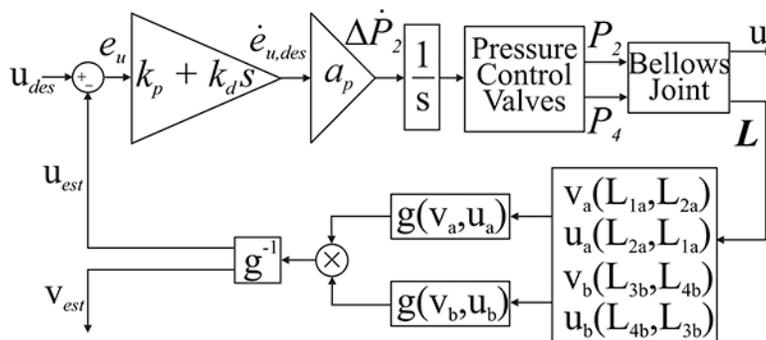 u_des
+
−
e_u
k_p + k_d s
ė_u,des
a_p
ΔṖ_2
1
s
Pressure
Control
Valves
P_2
P_4
Bellows
Joint
u
L
v_a(L_1a,L_2a)
u_a(L_2a,L_1a)
v_b(L_3b,L_4b)
u_b(L_4b,L_3b)
g(v_a,u_a)
g(v_b,u_b)
×
g^-1
u_est
v_est